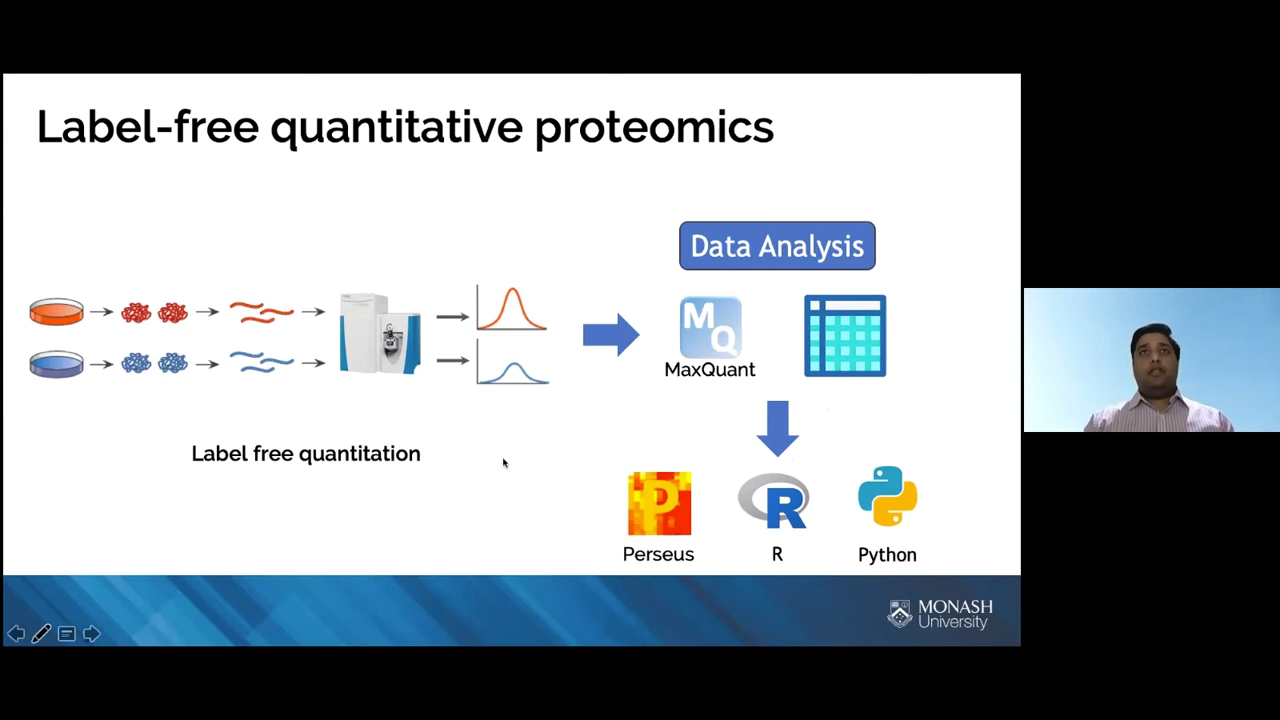 Label-free quantitative proteomics
Data Analysis
MQ
MaxQuant
Label free quantitation
P
R
Perseus
R
Python
MONASH
University